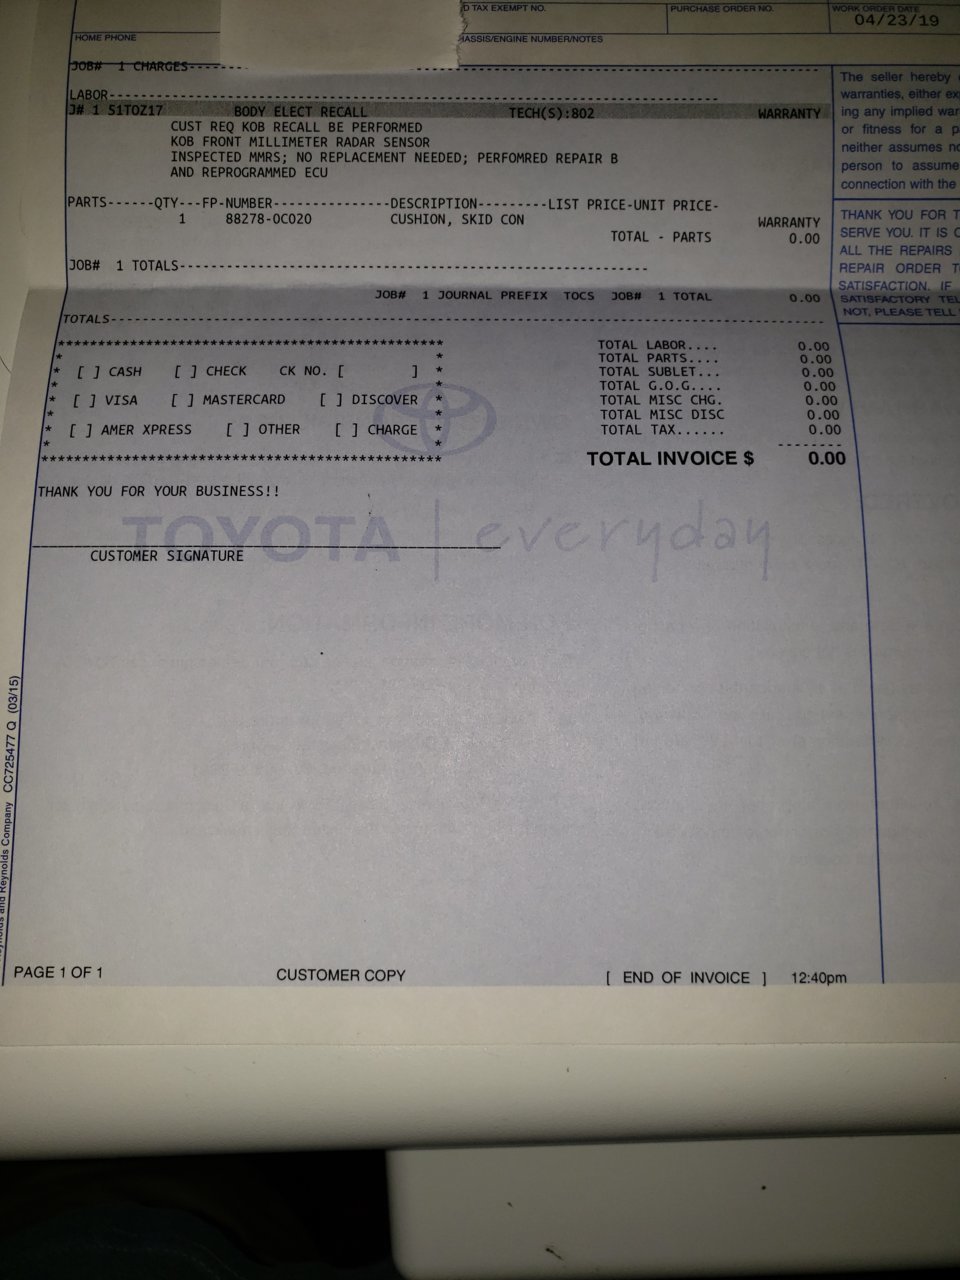 D TAX EXEMPT NO.
PURCHASE ORDER NO.
WORK ORDER DATE
04/23/19
HOME PHONE
HASSIS/ENGINE NUMBER/NOTES
JOB# 1 CHARGES
LABOR
J# 1 51TOZ17 BODY ELECT RECALL TECH(S):802 WARRANTY
CUST REQ KOB RECALL BE PERFORMED
KOB FRONT MILLIMETER RADAR SENSOR
INSPECTED MMRS; NO REPLACEMENT NEEDED; PERFOMRED REPAIR B
AND REPROGRAMMED ECU
PARTS------QTY---FP-NUMBER--------------DESCRIPTION---------LIST PRICE-UNIT PRICE-
1 88278-0C020 CUSHION, SKID CON WARRANTY
TOTAL - PARTS 0.00
JOB# 1 TOTALS
JOB# 1 JOURNAL PREFIX TOCS JOB# 1 TOTAL 0.00
TOTALS
[ ] CASH [ ] CHECK CK NO. [ ]
[ ] VISA [ ] MASTERCARD [ ] DISCOVER
[ ] AMER XPRESS [ ] OTHER [ ] CHARGE
TOTAL LABOR.... 0.00
TOTAL PARTS.... 0.00
TOTAL SUBLET... 0.00
TOTAL G.O.G.... 0.00
TOTAL MISC CHG. 0.00
TOTAL MISC DISC 0.00
TOTAL TAX...... 0.00
TOTAL INVOICE $ 0.00
THANK YOU FOR YOUR BUSINESS!!
TOYOTA | everyday
CUSTOMER SIGNATURE
The seller hereby
warranties, either ex
ing any implied war
or fitness for a p
neither assumes no
person to assume
connection with the
THANK YOU FOR T
SERVE YOU. IT IS
ALL THE REPAIRS
REPAIR ORDER T
SATISFACTION. IF
SATISFACTORY TEL
NOT, PLEASE TELL
Reynolds and Reynolds Company CC725477 Q (03/15)
PAGE 1 OF 1
CUSTOMER COPY
[ END OF INVOICE ] 12:40pm